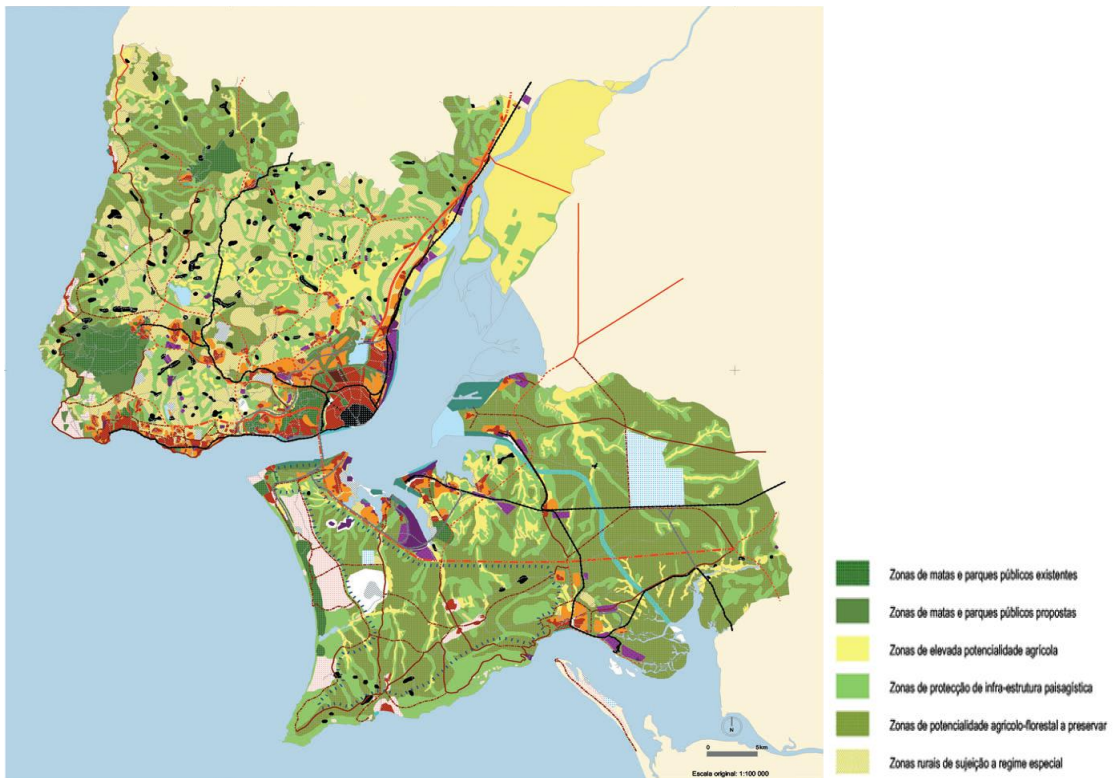 Zonas de matas e parques públicos existentes
Zonas de matas e parques públicos propostas
Zonas de elevada potencialidade agrícola
Zonas de protecção de infra-estrutura paisagística
Zonas de potencialidade agrícolo-florestal a preservar
Zonas rurais de sujeição a regime especial
N
0 5km
Escala original: 1:100 000